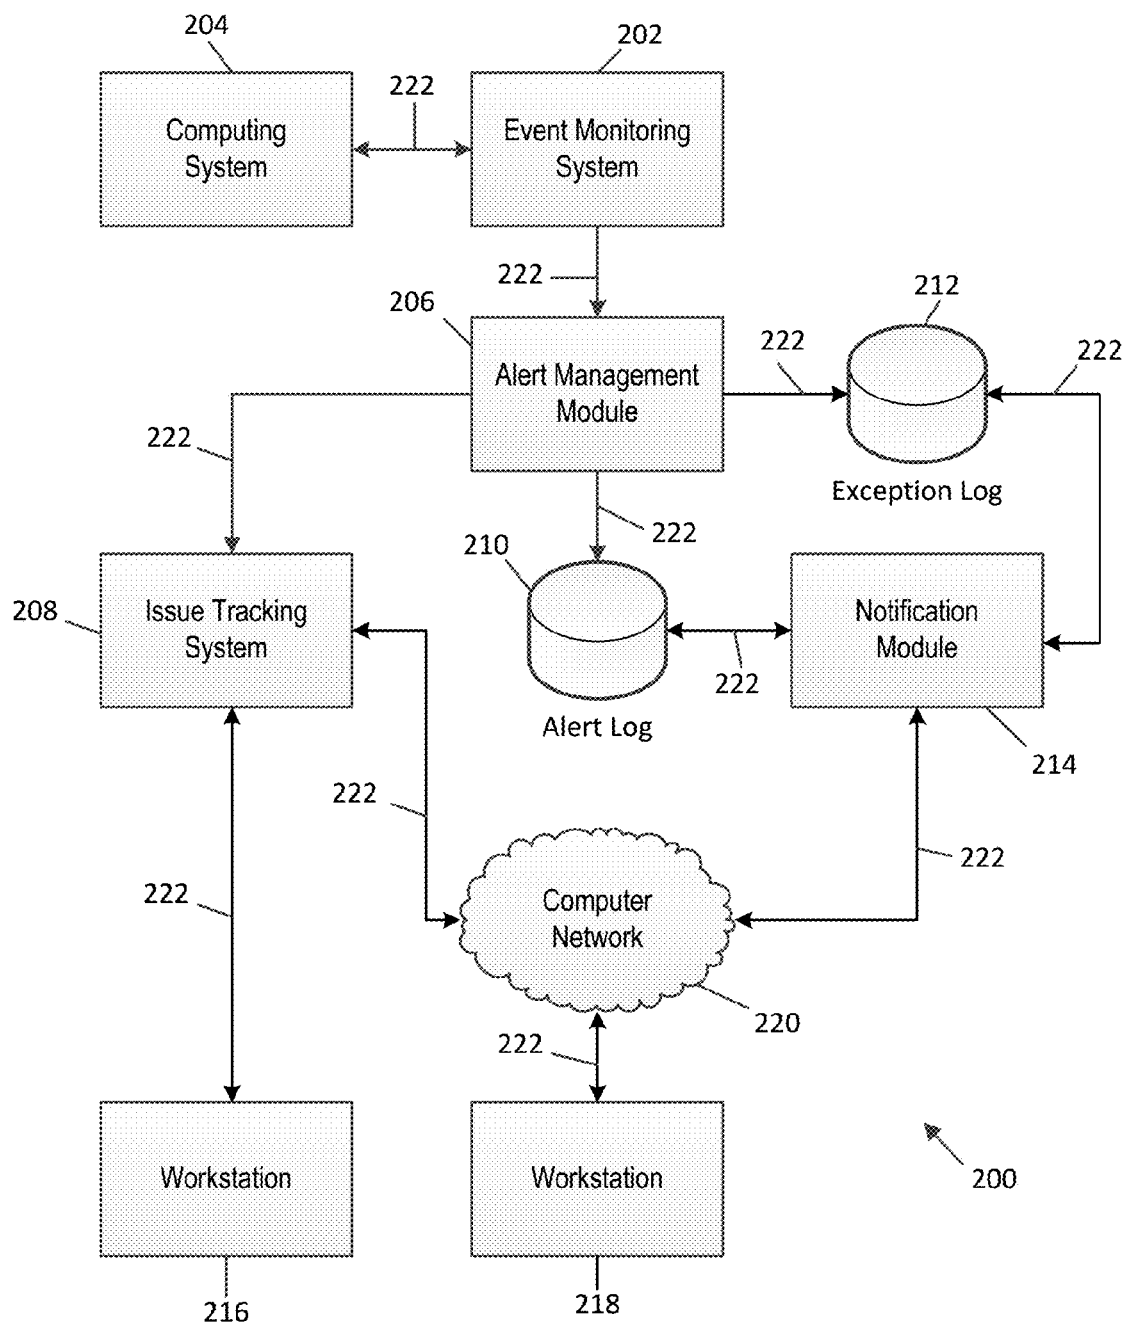 204
202
222
Computing
System
Event Monitoring
System
222
206
212
222
222
Alert Management
Module
222
Exception Log
222
210
208
Issue Tracking
System
Notification
Module
222
Alert Log
214
222
222
222
Computer
Network
220
222
Workstation
Workstation
200
216
218